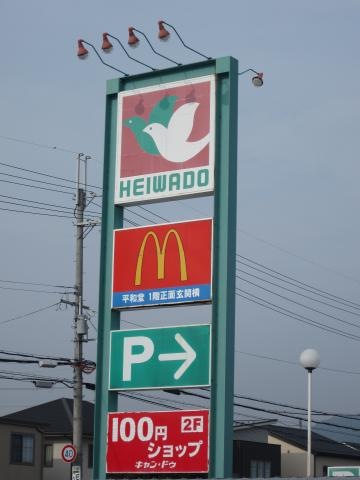 HEIWADO
平和堂 1階正面玄関横
P→
100円 2F
ショップ
キャン・ドゥ
40